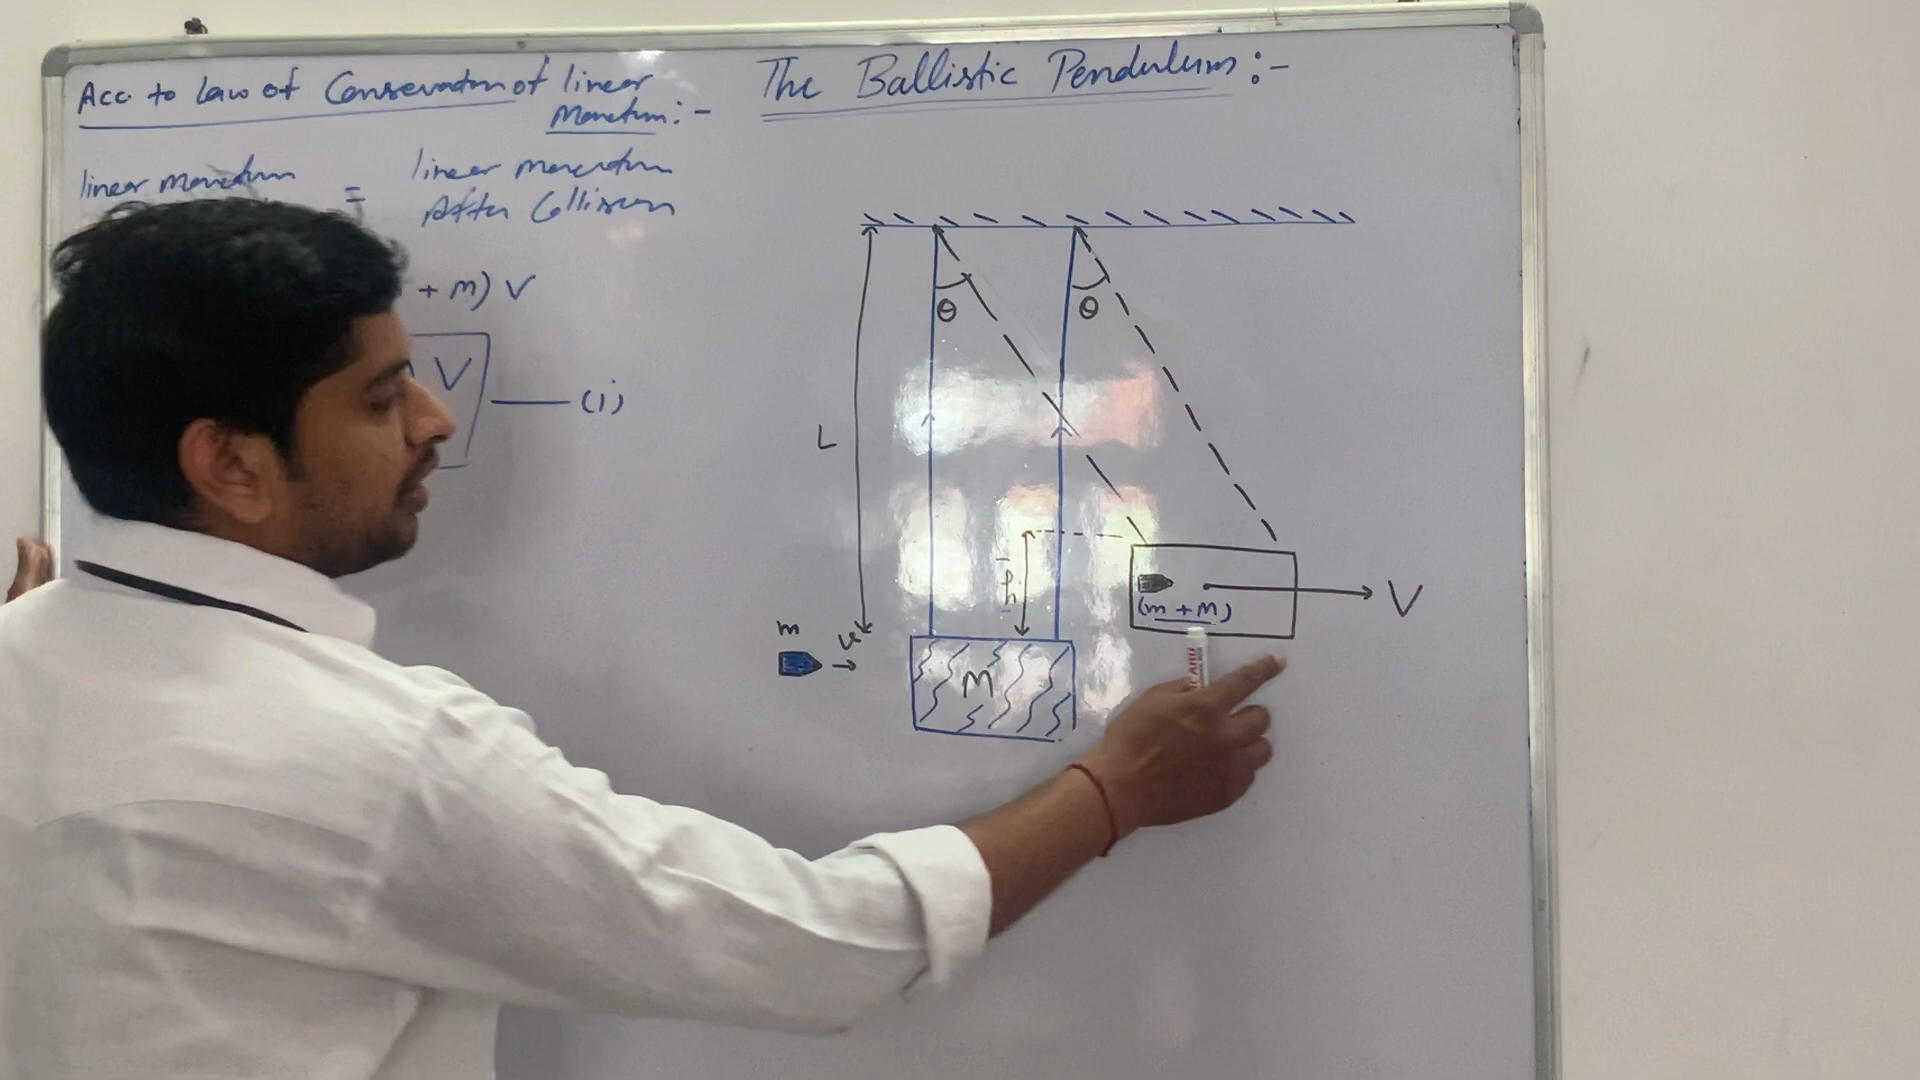 Acc to Law of Conservation of linear
Momentum:-
The Ballistic Pendulum:-
linear momentum
=
linear momentum
After Collision
+ M) V
V
(i)
θ
θ
L
h
m
u
M
(m + M)
V